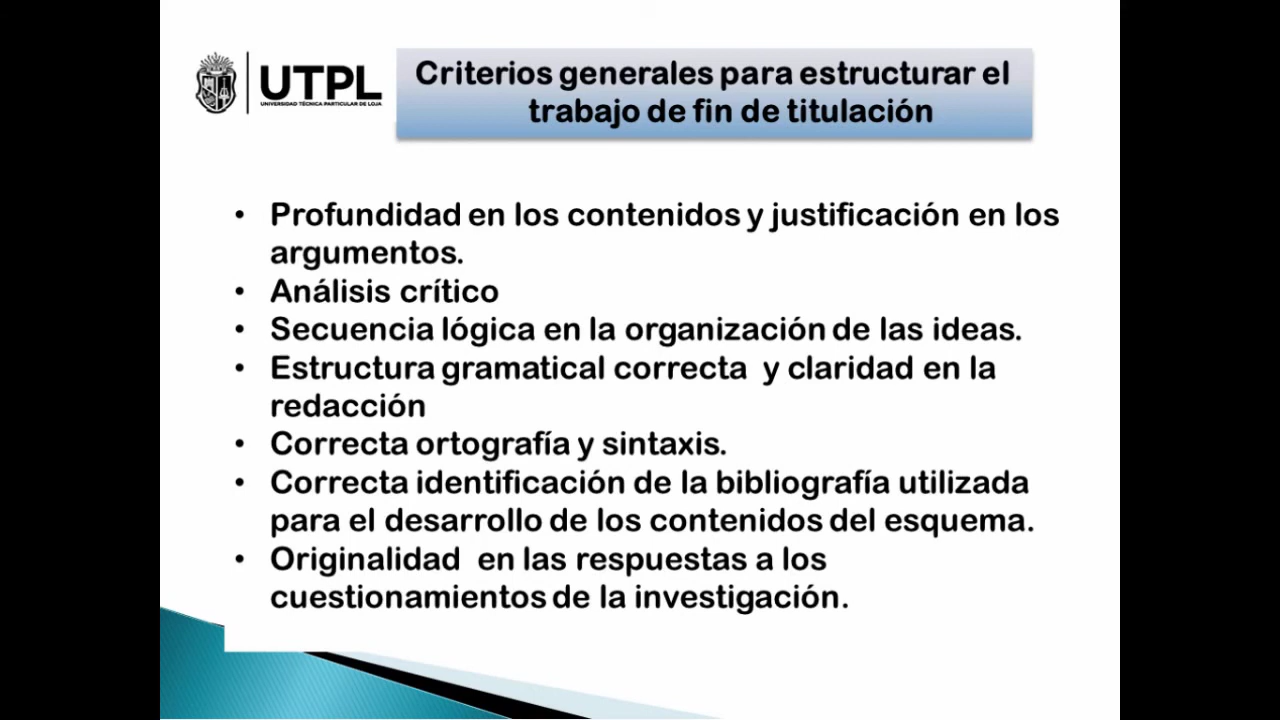 UTPL
UNIVERSIDAD TÉCNICA PARTICULAR DE LOJA
Criterios generales para estructurar el
trabajo de fin de titulación
• Profundidad en los contenidos y justificación en los
argumentos.
• Análisis crítico
• Secuencia lógica en la organización de las ideas.
• Estructura gramatical correcta y claridad en la
redacción
• Correcta ortografía y sintaxis.
• Correcta identificación de la bibliografía utilizada
para el desarrollo de los contenidos del esquema.
• Originalidad en las respuestas a los
cuestionamientos de la investigación.